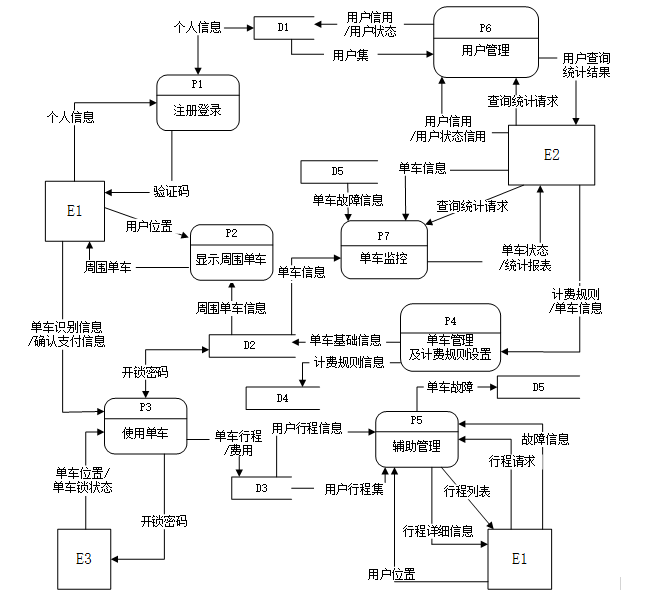 个人信息
D1
用户信用
/用户状态
用户集
P6
用户管理
用户查询
统计结果
P1
注册登录
个人信息
查询统计请求
用户信用
/用户状态信用
E2
验证码
D5
单车信息
单车故障信息
查询统计请求
E1
用户位置
P2
显示周围单车
周围单车
P7
单车监控
单车信息
单车状态
/统计报表
周围单车信息
计费规则
/单车信息
单车识别信息
/确认支付信息
D2
单车基础信息
P4
单车管理
及计费规则设置
计费规则信息
开锁密码
D4
单车故障
D5
P3
使用单车
单车行程
/费用
用户行程信息
P5
辅助管理
故障信息
行程请求
单车位置/
单车锁状态
D3
用户行程集
行程列表
开锁密码
行程详细信息
E3
用户位置
E1